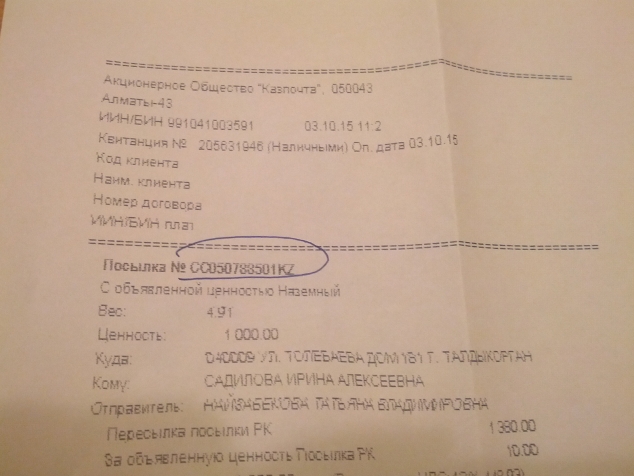 Акционерное Общество "Казпочта", 050043
Алматы-43
ИИН/БИН 991041003591 03.10.15 11:2
Квитанция № 205631946 (Наличными) Оп. дата 03.10.15
Код клиента
Наим. клиента
Номер договора
ИИН/БИН плат
Посылка № CC050788501KZ
С объявленной ценностью Наземный
Вес: 4.91
Ценность: 1 000.00
Куда: 040009 УЛ. ТОЛЕБАЕВА ДОМ 181 Г. ТАЛДЫКОРГАН
Кому: САДИЛОВА ИРИНА АЛЕКСЕЕВНА
Отправитель: НАЙЗАБЕКОВА ТАТЬЯНА ВЛАДИМИРОВНА
Пересылка посылки РК 1 380.00
За объявленную ценность Посылка РК 10.00